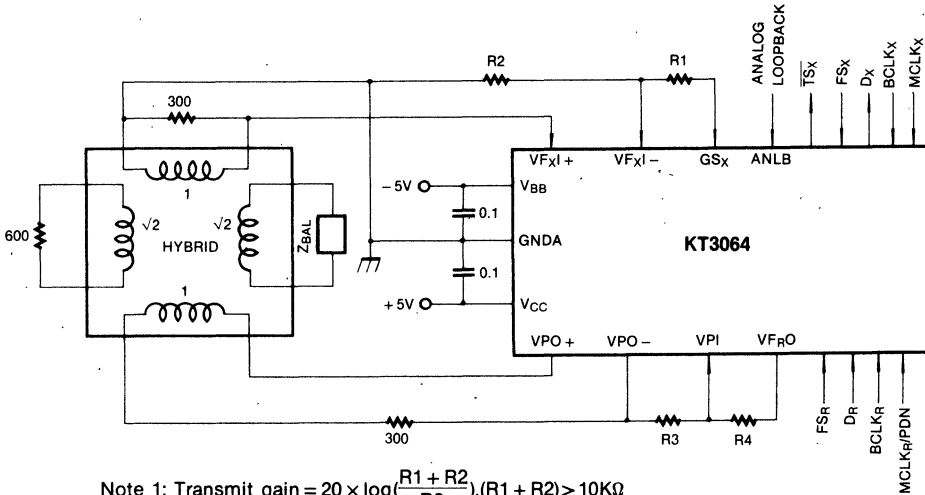 ANALOG
LOOPBACK
TSX
FSX
DX
BCLKX
MCLKX
R2
R1
300
VFXI+
VFXI−
GSX
ANLB
1
−5V
VBB
0.1
600
√2
√2
ZBAL
HYBRID
GNDA
KT3064
0.1
1
+5V
VCC
VPO+
VPO−
VPI
VFRO
300
R3
R4
FSR
DR
BCLKR
MCLKR/PDN
Note 1: Transmit gain = 20 × log(R1 + R2
),(R1 + R2) > 10KΩ